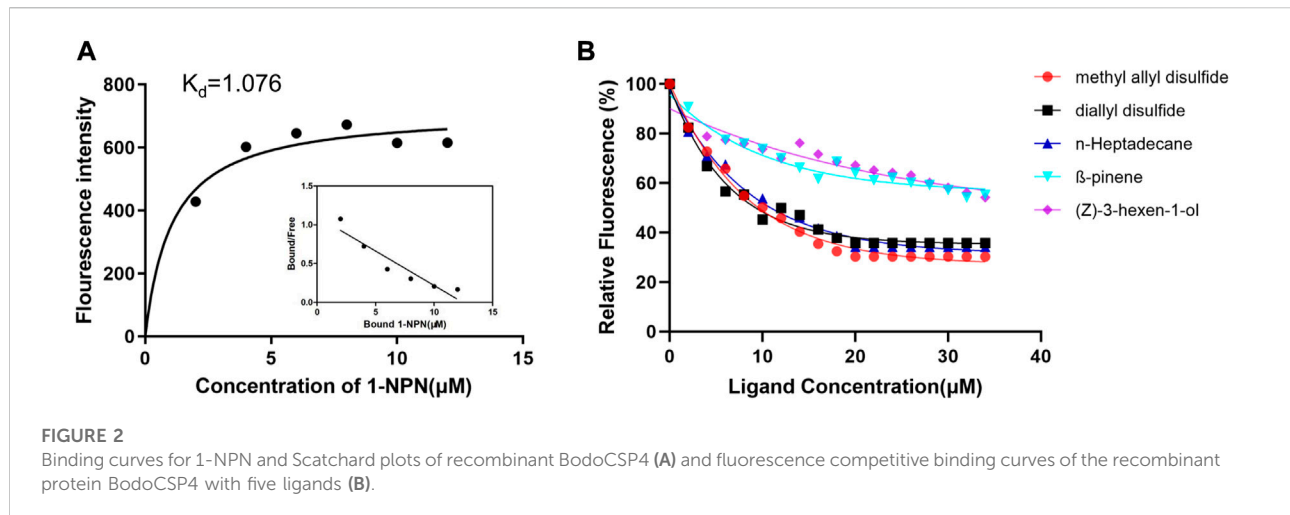 A
K_d=1.076
Flourescence intensity
800
600
400
200
0
0
5
10
15
Concentration of 1-NPN(µM)
Bound/Free
1.5
1.0
0.5
0.0
0
5
10
15
Bound 1-NPN(µM)
B
Relative Fluorescence (%)
100
80
60
40
20
0
0
10
20
30
40
Ligand Concentration(µM)
methyl allyl disulfide
diallyl disulfide
n-Heptadecane
ß-pinene
(Z)-3-hexen-1-ol
FIGURE 2
Binding curves for 1-NPN and Scatchard plots of recombinant BodoCSP4 (A) and fluorescence competitive binding curves of the recombinant
protein BodoCSP4 with five ligands (B).